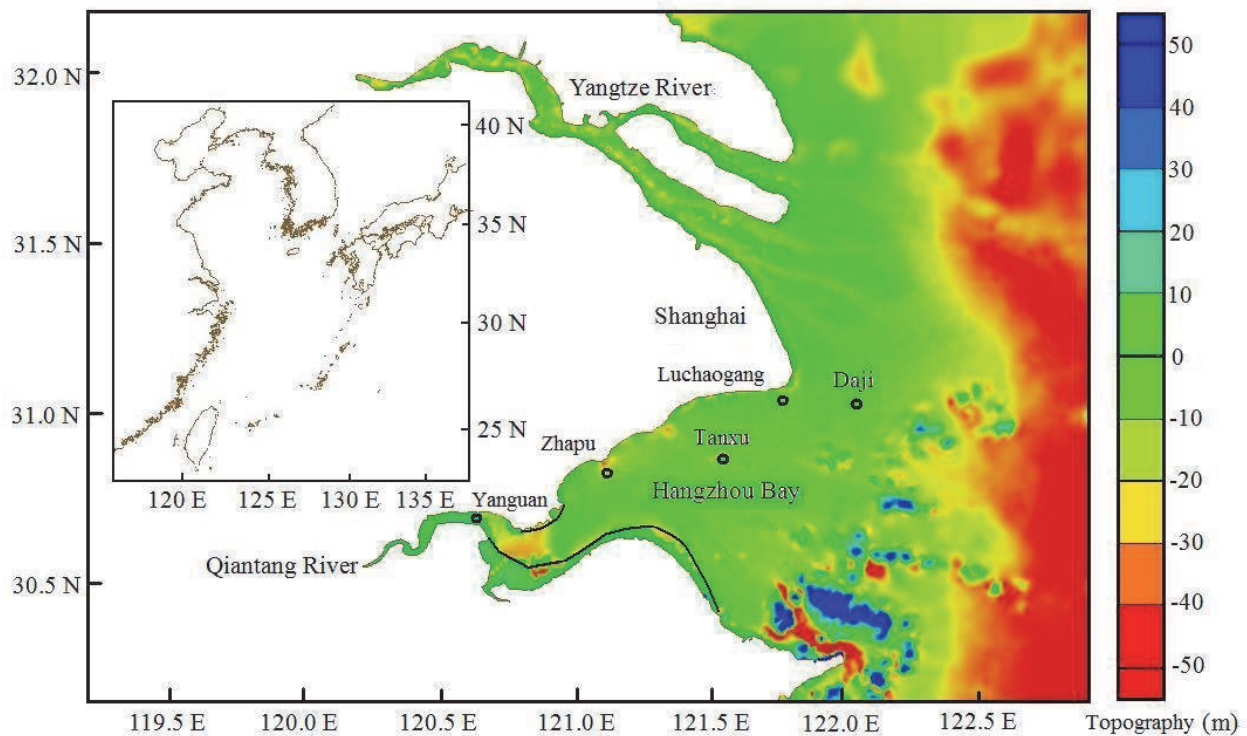 32.0 N
31.5 N
31.0 N
30.5 N
119.5 E 120.0 E 120.5 E 121.0 E 121.5 E 122.0 E 122.5 E
40 N
35 N
30 N
25 N
120 E 125 E 130 E 135 E
Yangtze River
Shanghai
Luchaogang
Daji
Zhapu
Tanxu
Hangzhou Bay
Yanguan
Qiantang River
50
40
30
20
10
0
-10
-20
-30
-40
-50
Topography (m)